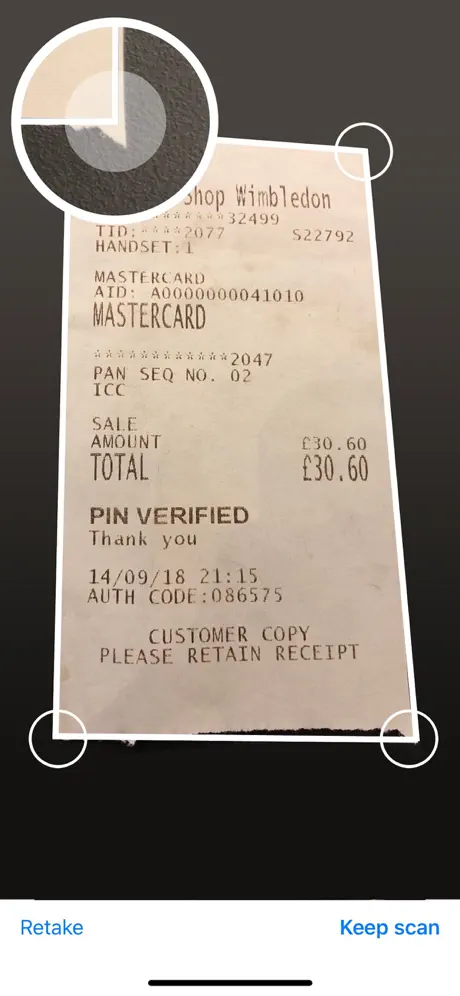 Shop Wimbledon
*******32499
TID:****2077 S22792
HANDSET:1
MASTERCARD
AID: A0000000041010
MASTERCARD
************2047
PAN SEQ NO. 02
ICC
SALE
AMOUNT £30.60
TOTAL £30.60
PIN VERIFIED
Thank you
14/09/18 21:15
AUTH CODE:086575
CUSTOMER COPY
PLEASE RETAIN RECEIPT
Retake Keep scan